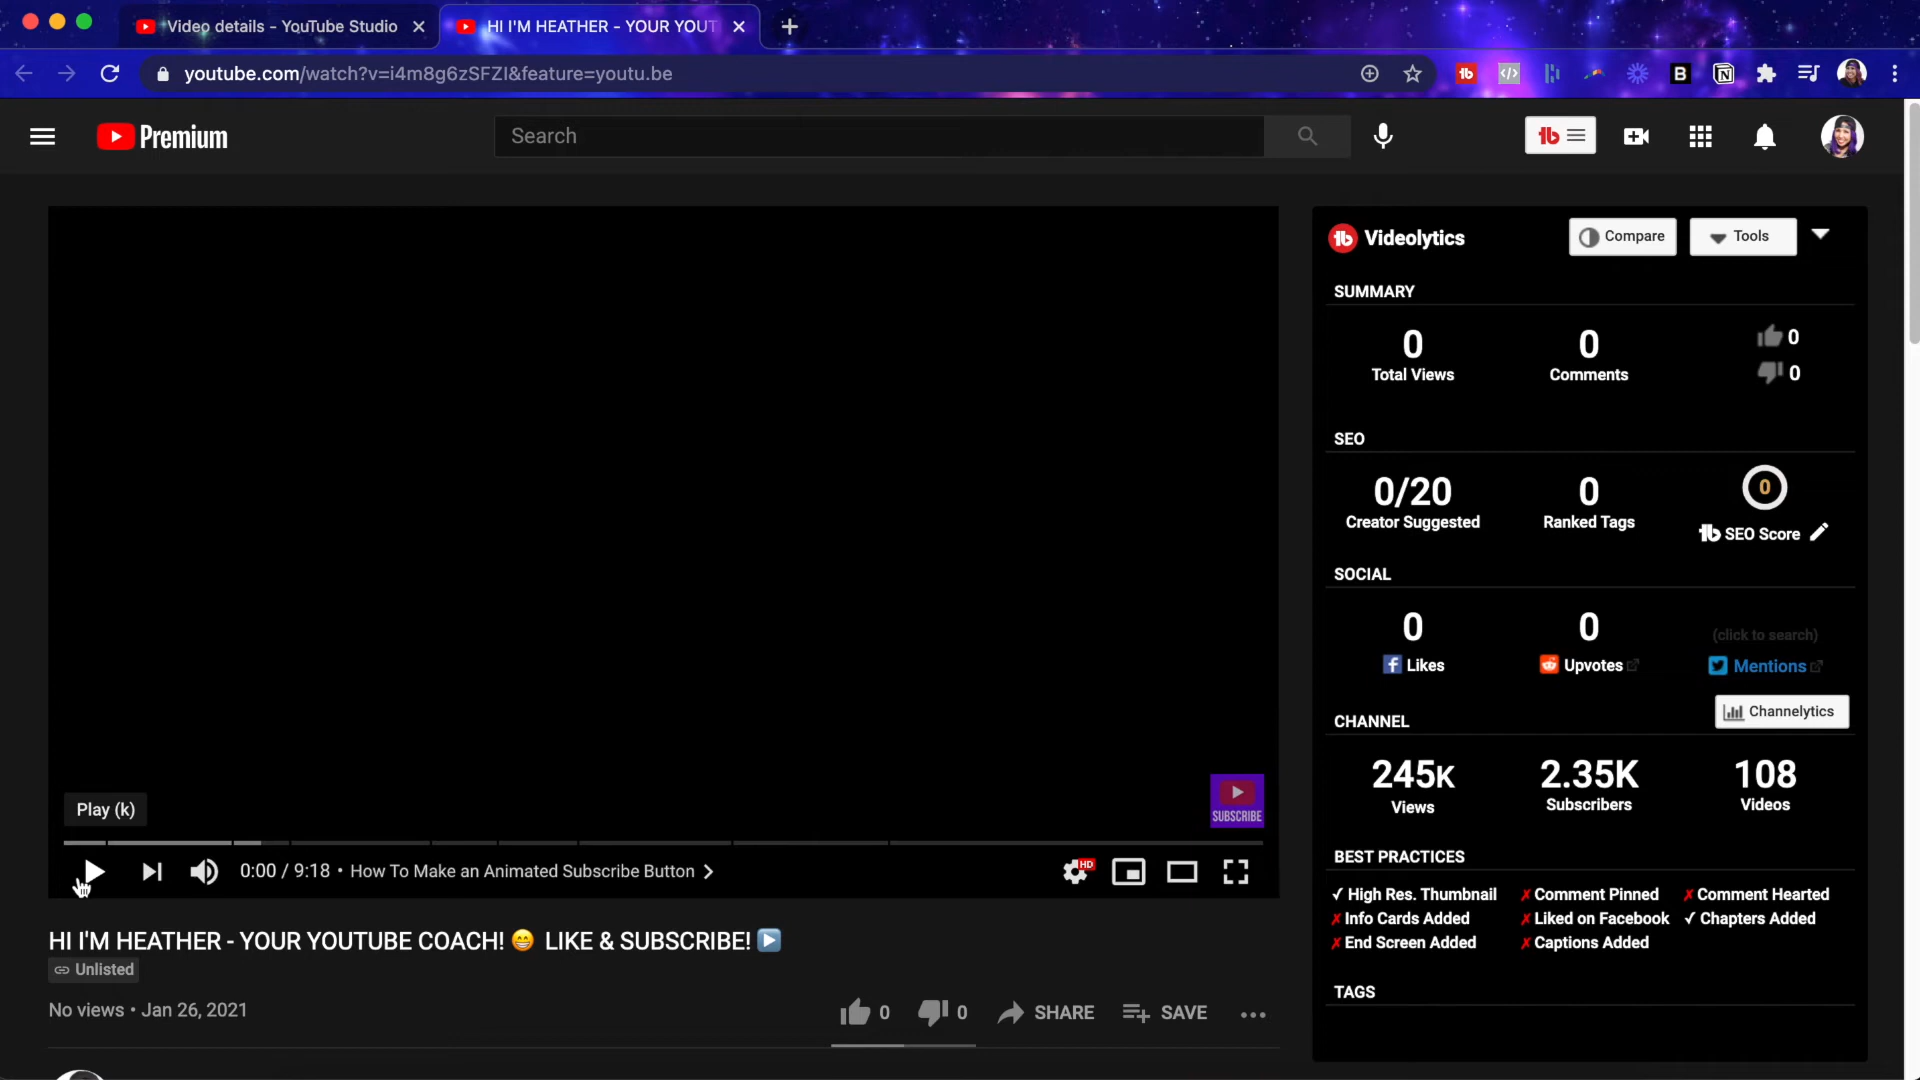 Video details - YouTube Studio
HI I'M HEATHER - YOUR YOUT
youtube.com/watch?v=i4m8g6zSFZI&feature=youtu.be
Premium
Search
Videolytics
Compare
Tools
SUMMARY
0
Total Views
0
Comments
0
0
SEO
0/20
Creator Suggested
0
Ranked Tags
0
SEO Score
SOCIAL
0
Likes
0
Upvotes
(click to search)
Mentions
CHANNEL
Channelytics
245K
Views
2.35K
Subscribers
108
Videos
BEST PRACTICES
✓ High Res. Thumbnail ✗ Comment Pinned ✗ Comment Hearted
✗ Info Cards Added ✗ Liked on Facebook ✓ Chapters Added
✗ End Screen Added ✗ Captions Added
TAGS
SUBSCRIBE
Play (k)
0:00 / 9:18 • How To Make an Animated Subscribe Button
HD
HI I'M HEATHER - YOUR YOUTUBE COACH! 😁 LIKE & SUBSCRIBE! ▶️
Unlisted
No views • Jan 26, 2021
0 0 SHARE SAVE